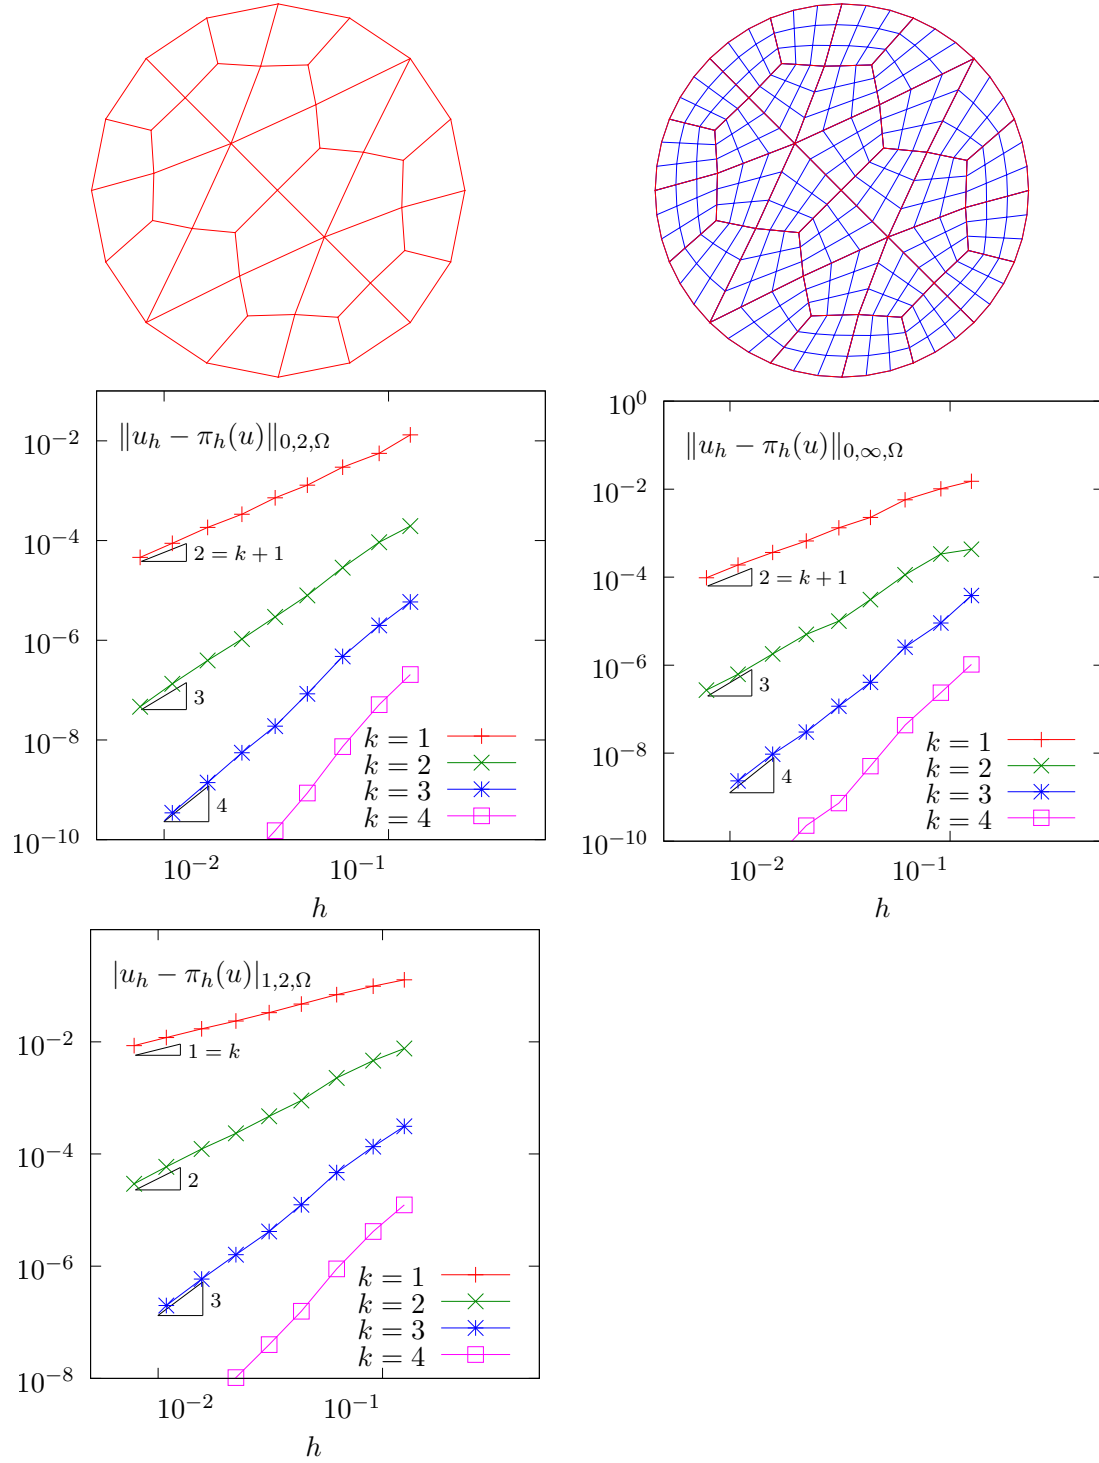 ‖u_h − π_h(u)‖_{0,2,Ω}
10^{−2}
10^{−4}
10^{−6}
10^{−8}
10^{−10}
2 = k + 1
3
4
k = 1
k = 2
k = 3
k = 4
10^{−2} 10^{−1}
h
10^{0}
‖u_h − π_h(u)‖_{0,∞,Ω}
10^{−2}
10^{−4}
10^{−6}
10^{−8}
10^{−10}
2 = k + 1
3
4
k = 1
k = 2
k = 3
k = 4
10^{−2} 10^{−1}
h
|u_h − π_h(u)|_{1,2,Ω}
10^{−2}
10^{−4}
10^{−6}
10^{−8}
1 = k
2
3
k = 1
k = 2
k = 3
k = 4
10^{−2} 10^{−1}
h